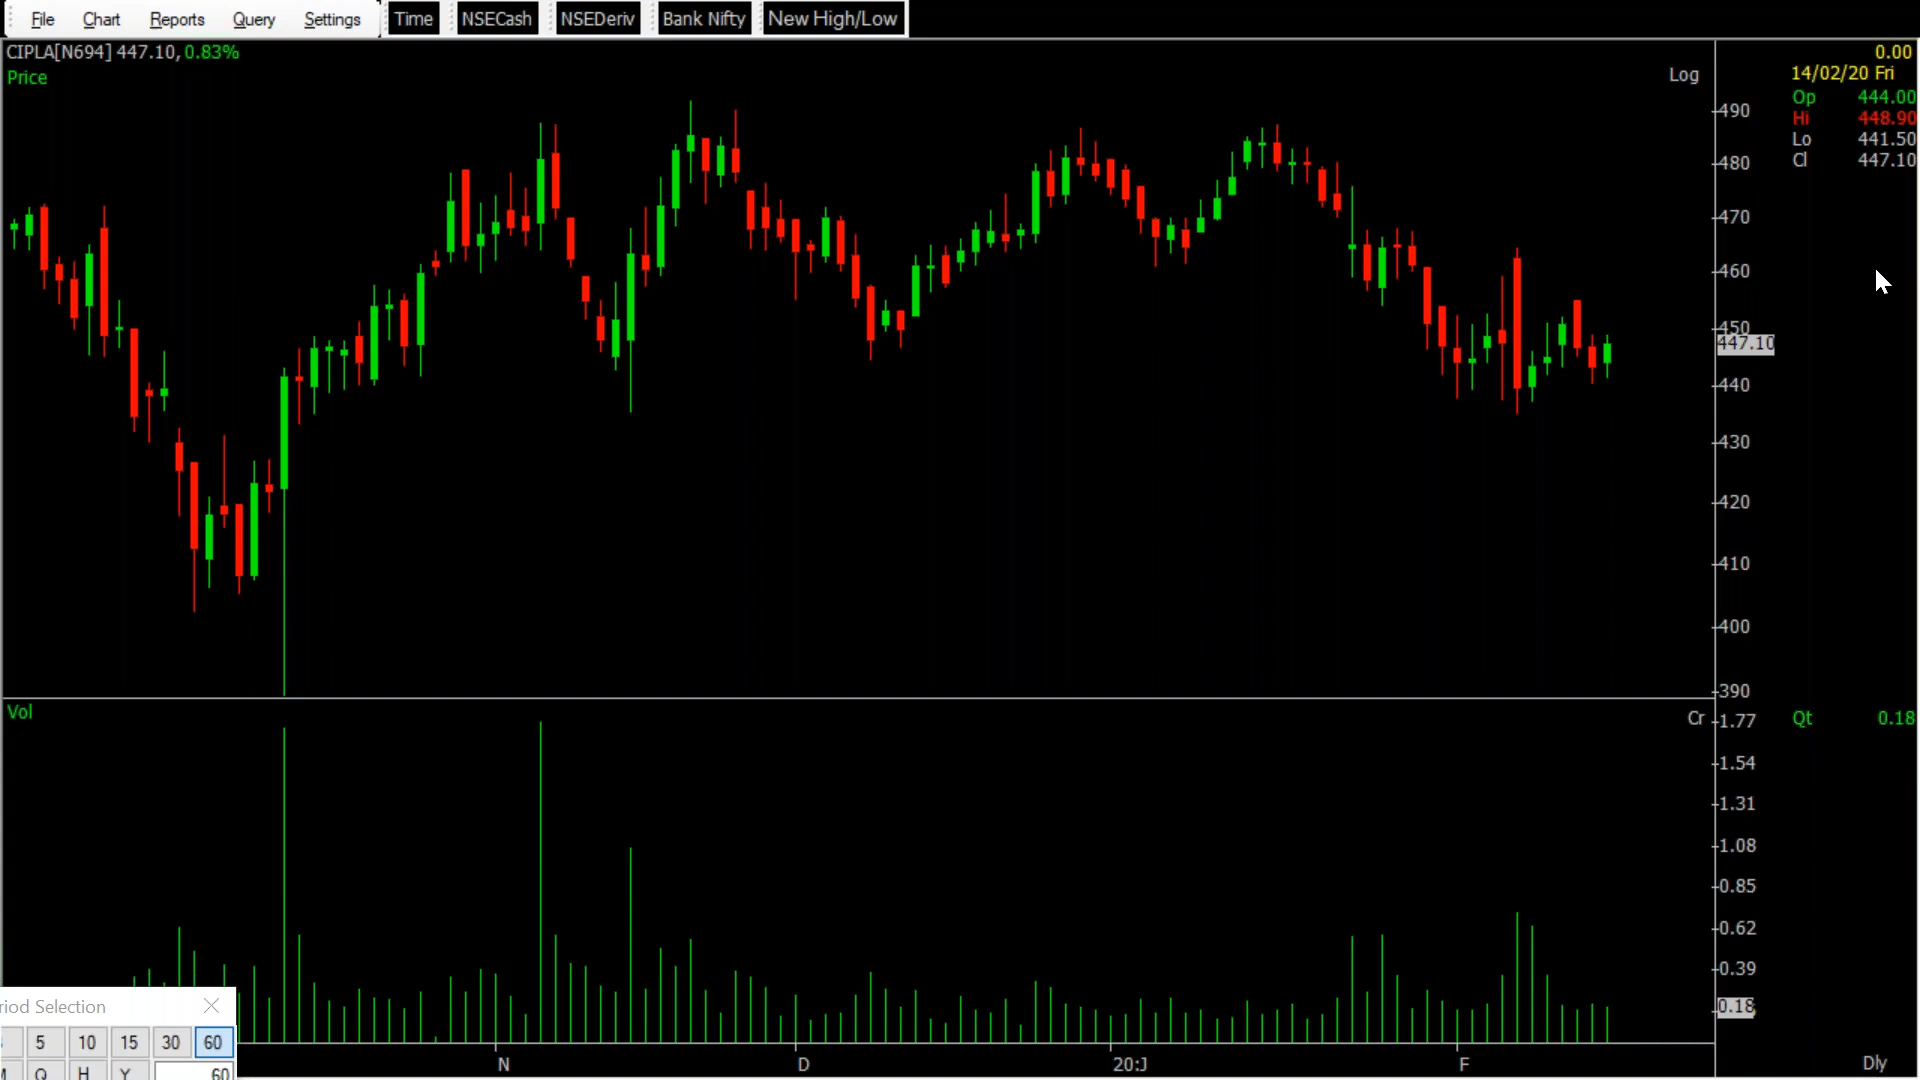 File Chart Reports Query Settings Time NSECash NSEDeriv Bank Nifty New High/Low
CIPLA[N694] 447.10, 0.83%
0.00
Price
Log
14/02/20 Fri
Op 444.00
Hi 448.90
Lo 441.50
Cl 447.10
490
480
470
460
450
447.10
440
430
420
410
400
390
Vol
Cr
1.77
Qt 0.18
1.54
1.31
1.08
0.85
0.62
0.39
0.18
riod Selection
5 10 15 30 60
Q H Y 60
N D 20:J F
Dly